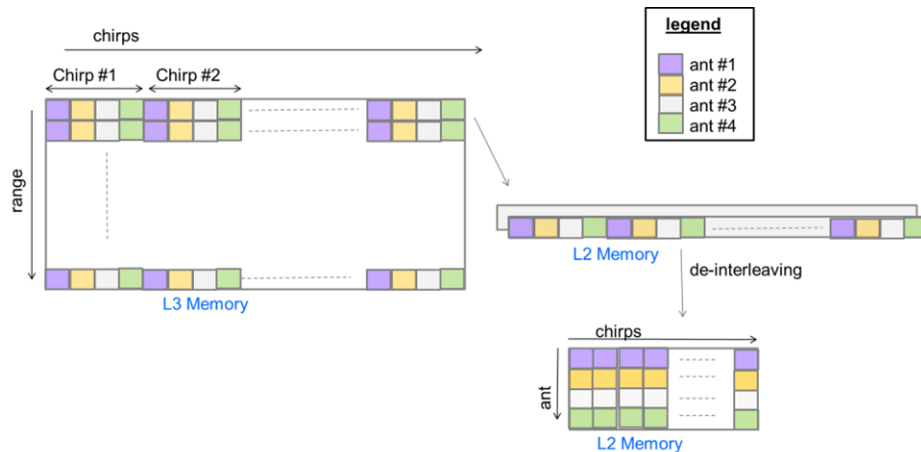 chirps
Chirp #1
Chirp #2
range
L3 Memory
legend
ant #1
ant #2
ant #3
ant #4
L2 Memory
de-interleaving
chirps
ant
L2 Memory